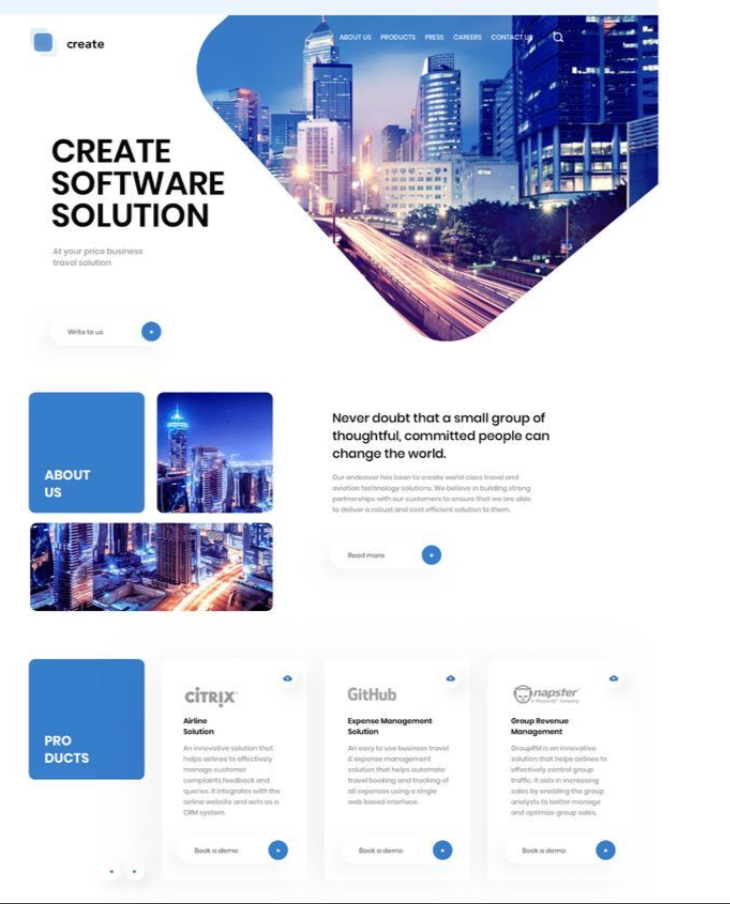 create
ABOUT US PRODUCTS PRESS CAREERS CONTACT US
CREATE
SOFTWARE
SOLUTION
At your price business
travel solution
Write to us
ABOUT
US
Never doubt that a small group of
thoughtful, committed people can
change the world.
Our endeavor has been to create world class travel and
aviation technology solutions. We believe in building strong
partnerships with our customers to ensure that we are able
to deliver a robust and cost efficient solution to them.
Read more
PRO
DUCTS
CITRIX
Airline
Solution
An innovative solution that
helps airlines to effectively
manage customer
complaints,feedback and
queries. It integrates with the
airline website and acts as a
CRM system.
Book a demo
GitHub
Expense Management
Solution
An easy to use business travel
& expense management
solution that helps automate
travel booking and tracking of
all expenses using a single
web based interface.
Book a demo
napster
a Rhapsody company
Group Revenue
Management
GroupRM is an innovative
solution that helps airlines to
effectively control group
traffic. It aids in increasing
sales by enabling the group
analysts to better manage
and optimize group sales.
Book a demo